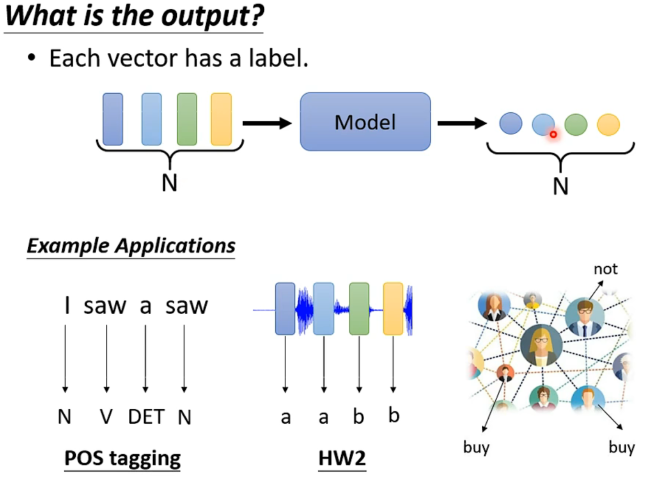 What is the output?
• Each vector has a label.
Model
N
N
Example Applications
I saw a saw
N V DET N
POS tagging
a a b b
HW2
not
buy
buy